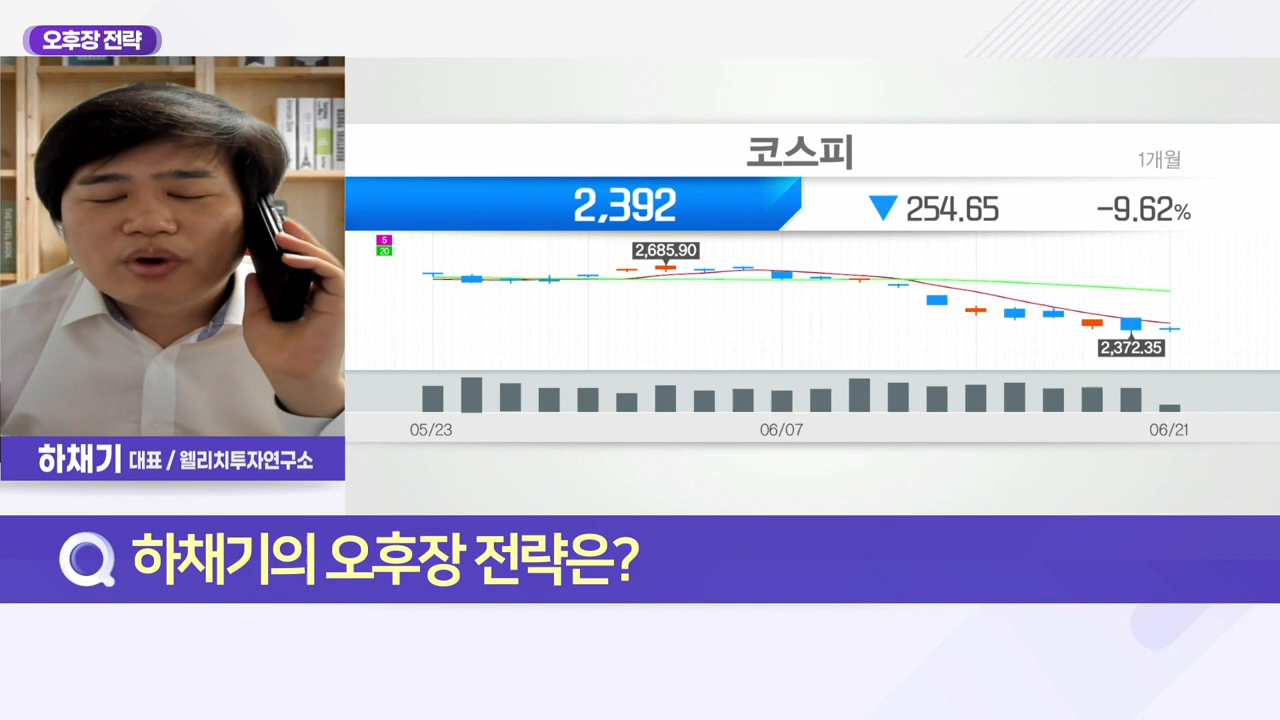 오후장 전략
하채기 대표 / 웰리치투자연구소
코스피
1개월
2,392 ▼ 254.65 -9.62%
5
20
2,685.90
2,372.35
05/23 06/07 06/21
하채기의 오후장 전략은?